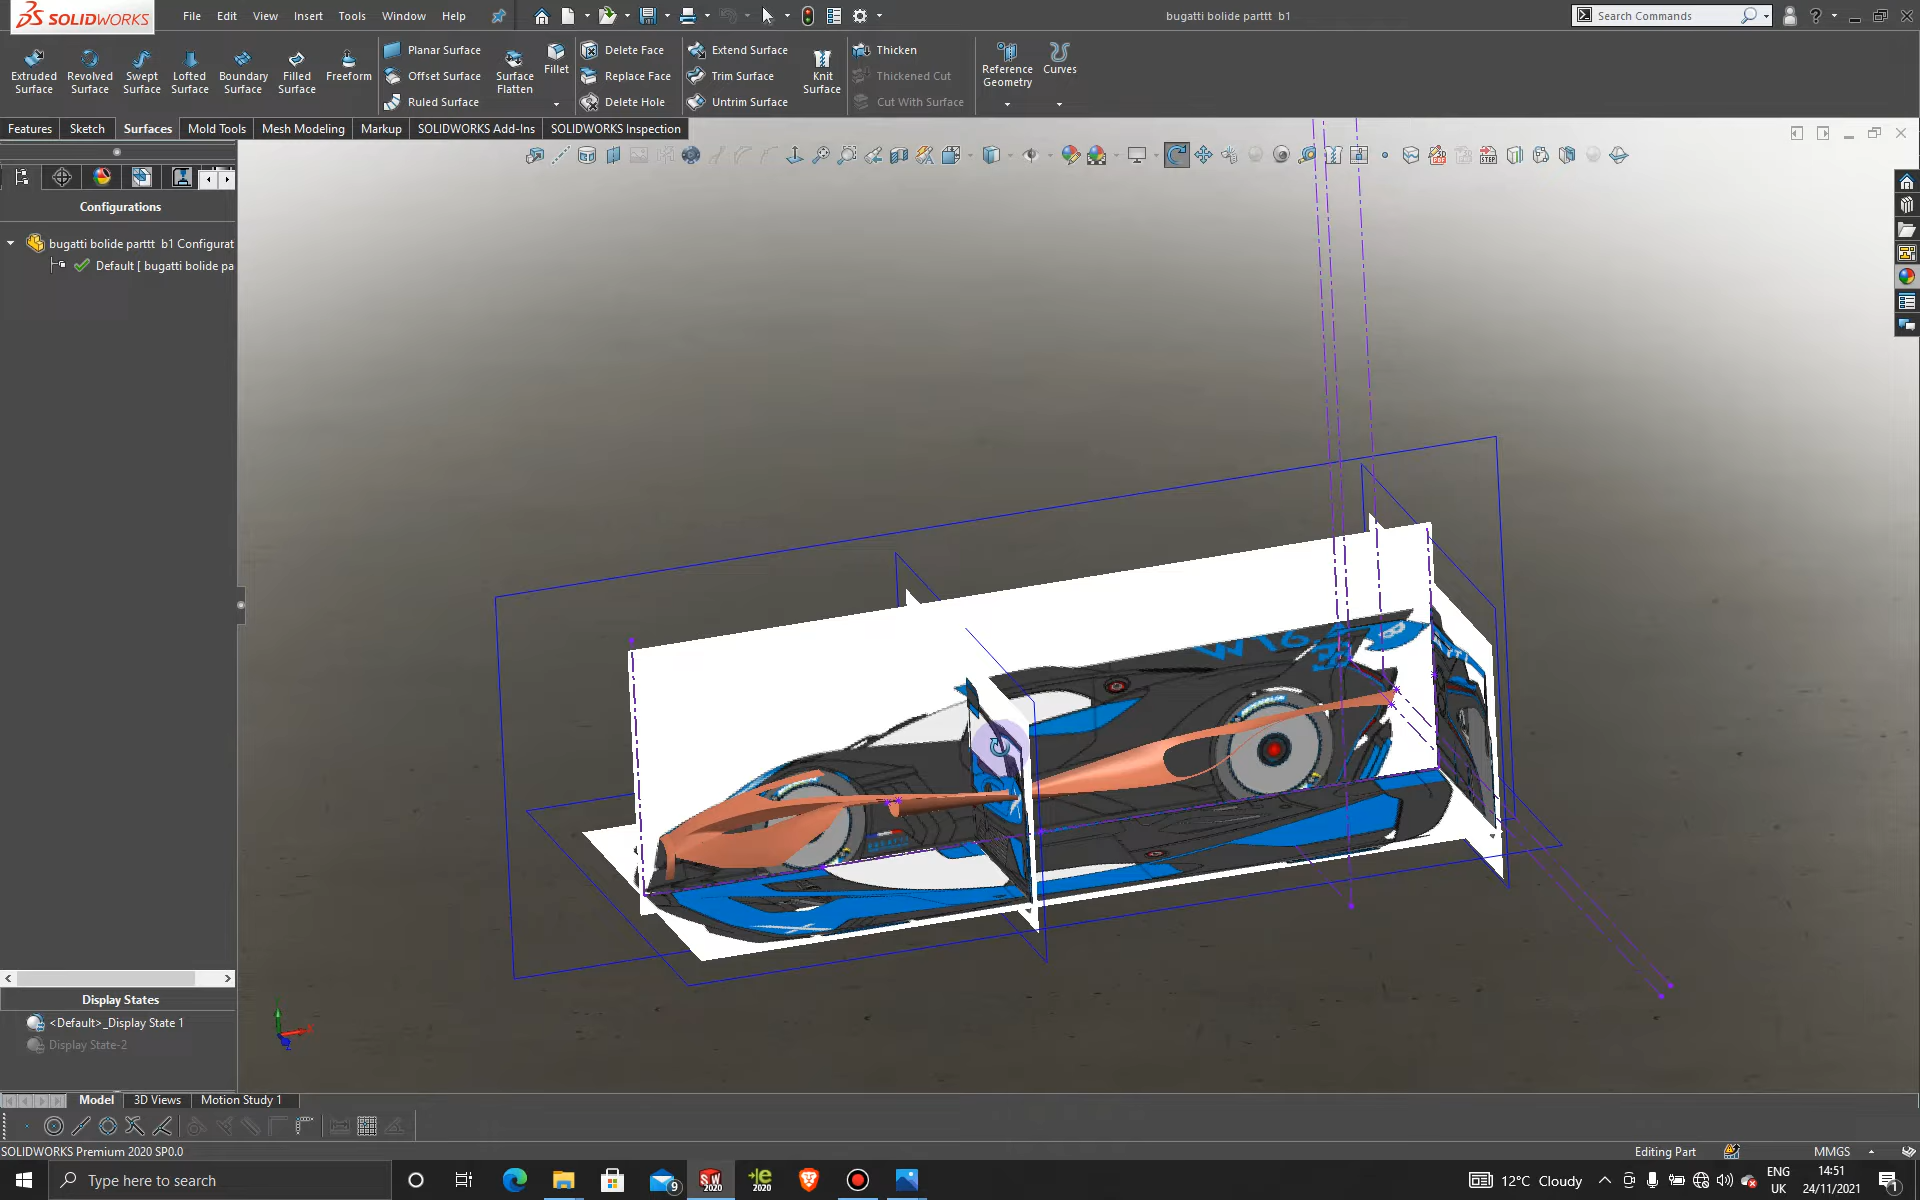 SOLIDWORKS
File Edit View Insert Tools Window Help
bugatti bolide parttt b1
Search Commands
Extruded Surface
Revolved Surface
Swept Surface
Lofted Surface
Boundary Surface
Filled Surface
Freeform
Planar Surface
Offset Surface
Ruled Surface
Surface Flatten
Fillet
Delete Face
Replace Face
Delete Hole
Extend Surface
Trim Surface
Untrim Surface
Knit Surface
Thicken
Thickened Cut
Cut With Surface
Reference Geometry
Curves
Features Sketch Surfaces Mold Tools Mesh Modeling Markup SOLIDWORKS Add-Ins SOLIDWORKS Inspection
Configurations
bugatti bolide parttt b1 Configurat
Default [ bugatti bolide pa
W16
Display States
<Default>_Display State 1
Display State-2
Model 3D Views Motion Study 1
SOLIDWORKS Premium 2020 SP0.0
Editing Part
MMGS
Type here to search
12°C Cloudy
ENG
UK
14:51
24/11/2021